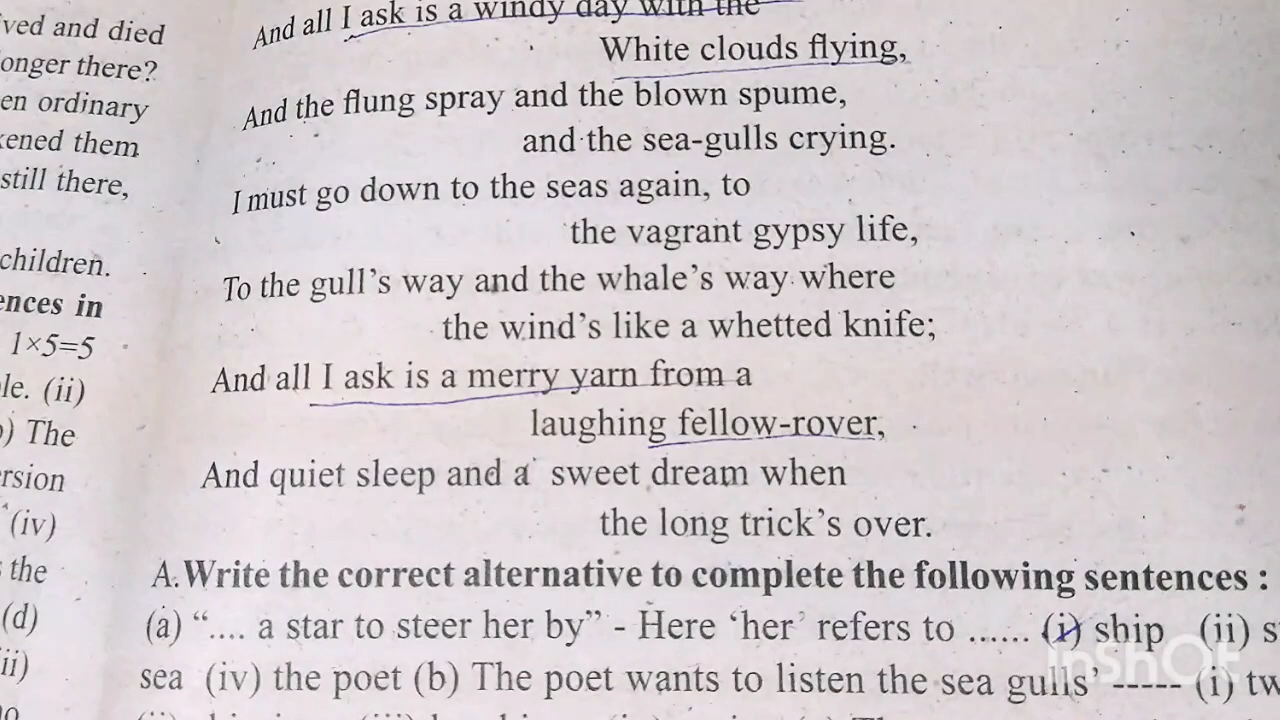 ved and died
onger there?
en ordinary
ened them
still there,
children.
ences in
1×5=5
le. (ii)
) The
rsion
(iv)
the
(d)
ii)
And all I ask is a windy day with the
White clouds flying,
And the flung spray and the blown spume,
and the sea-gulls crying.
I must go down to the seas again, to
the vagrant gypsy life,
To the gull's way and the whale's way where
the wind's like a whetted knife;
And all I ask is a merry yarn from a
laughing fellow-rover,
And quiet sleep and a sweet dream when
the long trick's over.
A. Write the correct alternative to complete the following sentences :
(a) “.... a star to steer her by” - Here ‘her’ refers to ...... (i) ship (ii) s
sea (iv) the poet (b) The poet wants to listen the sea gulls' ----- (i) tw
InShOt